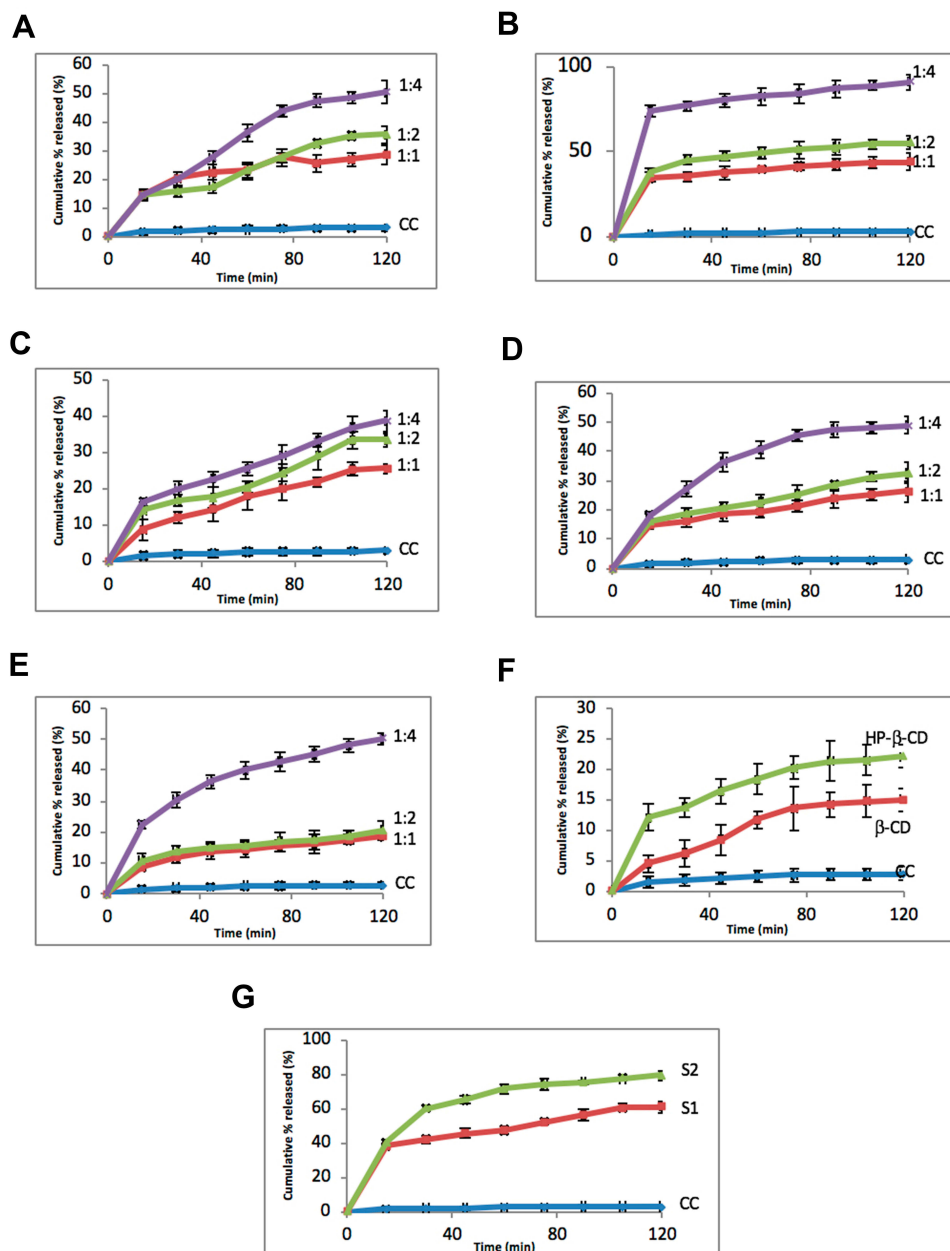 A
Cumulative % released (%)
60
50
40
30
20
10
0
0 40 80 120
Time (min)
1:4
1:2
1:1
CC
B
Cumulative % released (%)
100
50
0
0 40 80 120
Time (min)
1:4
1:2
1:1
CC
C
Cumulative % released (%)
50
40
30
20
10
0
0 40 80 120
Time (min)
1:4
1:2
1:1
CC
D
Cumulative % released (%)
60
50
40
30
20
10
0
0 40 80 120
Time (min)
1:4
1:2
1:1
CC
E
Cumulative % released (%)
60
50
40
30
20
10
0
0 40 80 120
Time (min)
1:4
1:2
1:1
CC
F
Cumulative % released (%)
30
25
20
15
10
5
0
0 40 80 120
Time (min)
HP-β-CD
β-CD
CC
G
Cumulative % released (%)
100
80
60
40
20
0
0 40 80 120
Time (min)
S2
S1
CC